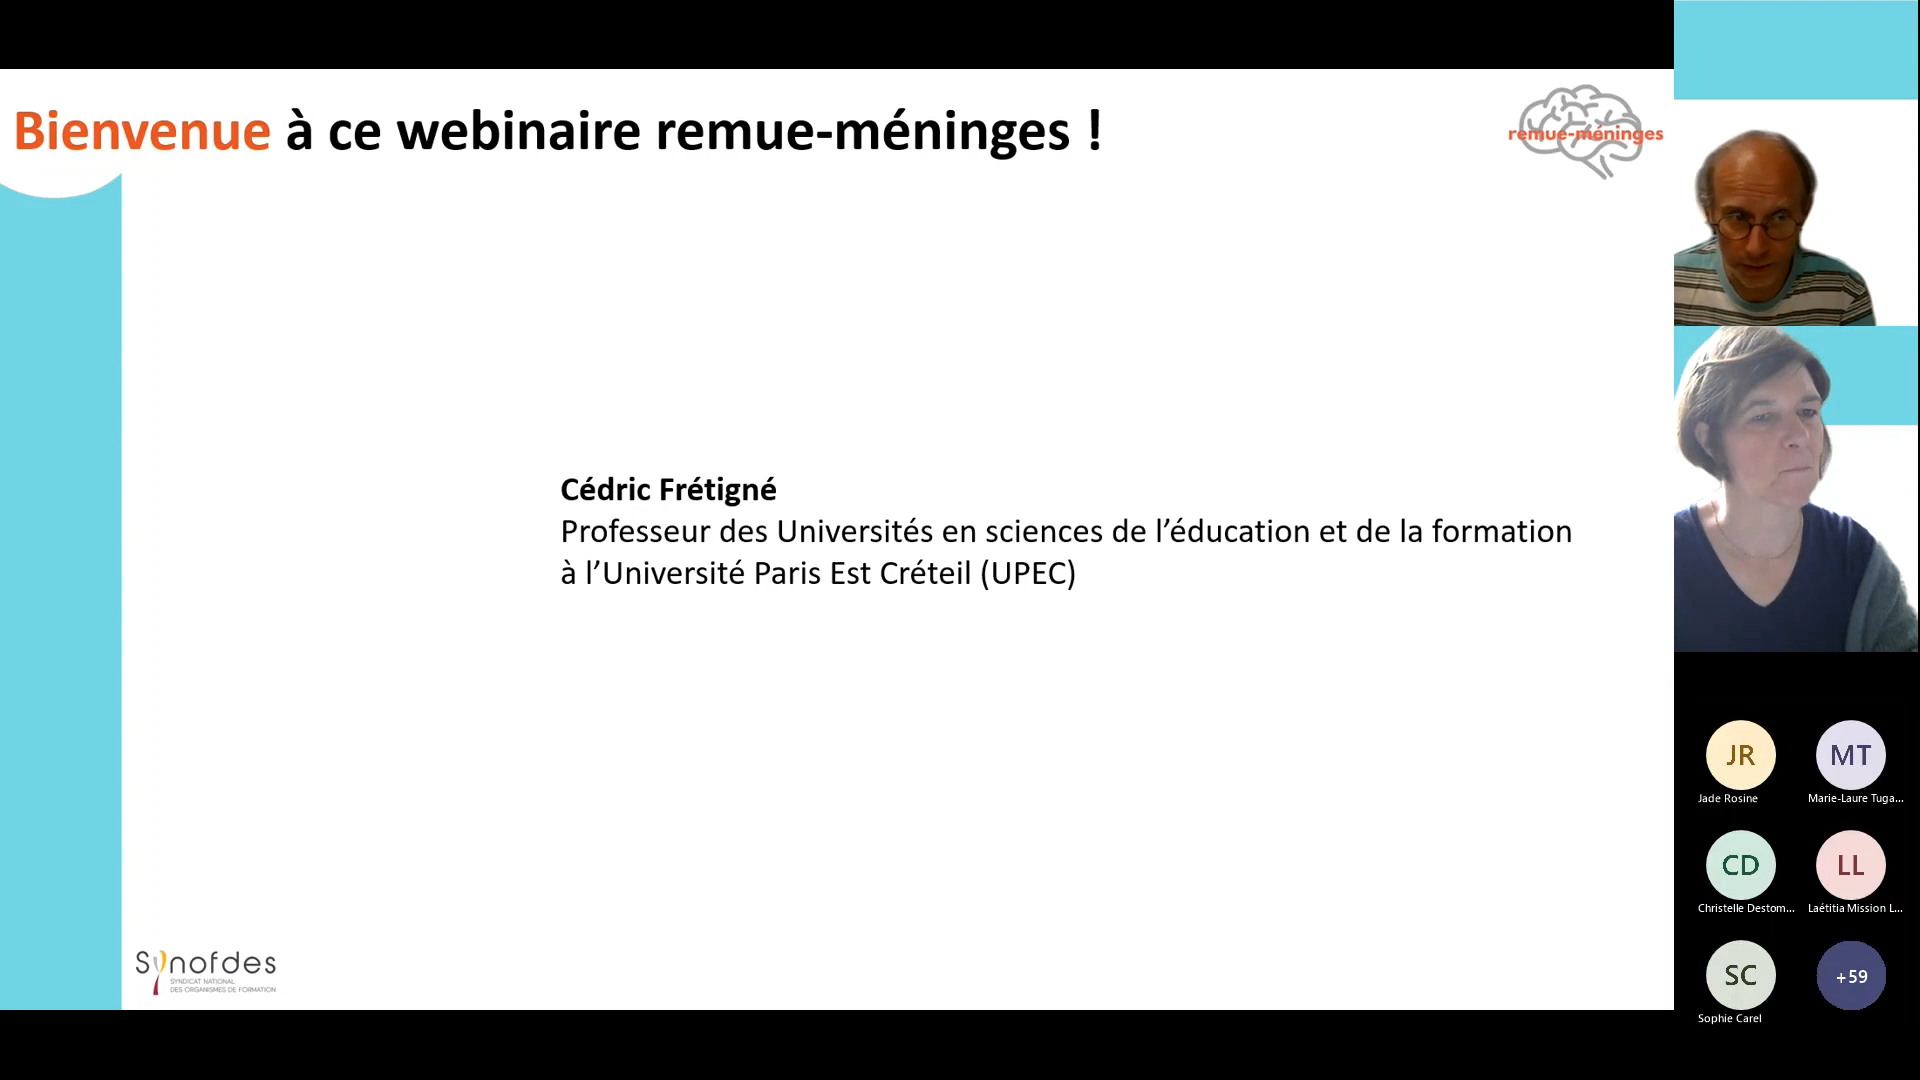 Bienvenue à ce webinaire remue-méninges !
remue-méninges
Cédric Frétigné
Professeur des Universités en sciences de l’éducation et de la formation
à l’Université Paris Est Créteil (UPEC)
Synofdes
SYNDICAT NATIONAL
DES ORGANISMES DE FORMATION
JR
MT
Jade Rosine
Marie-Laure Tuga...
CD
LL
Christelle Destom...
Laétitia Mission L...
SC
+59
Sophie Carel